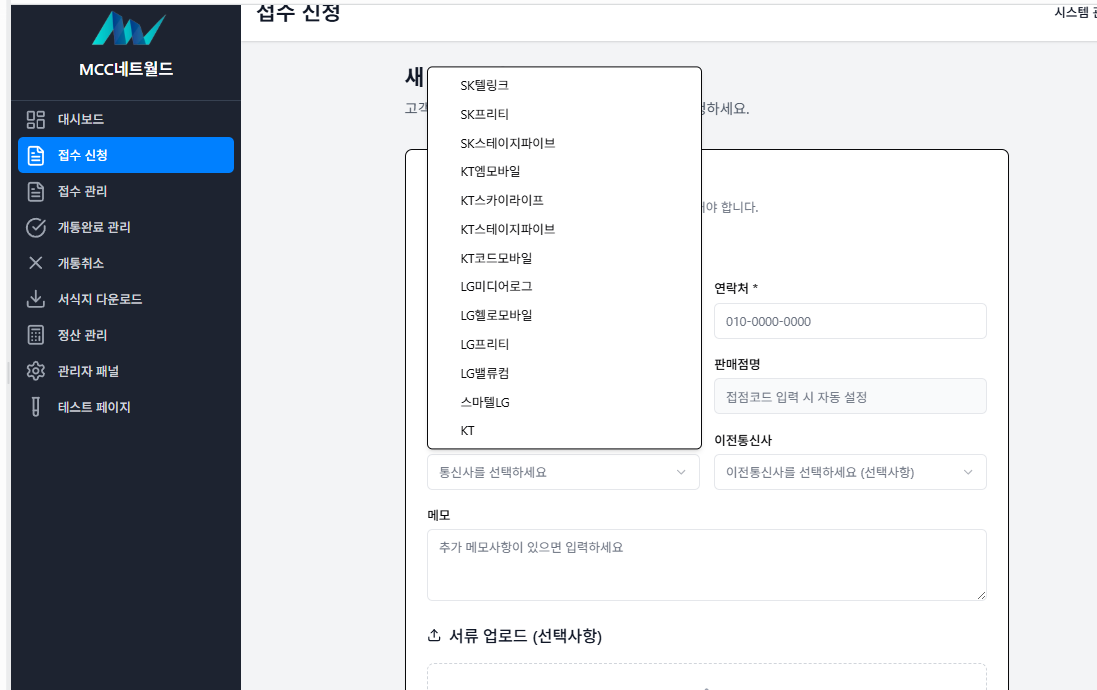 MCC네트월드
대시보드
접수 신청
접수 관리
개통완료 관리
개통취소
서식지 다운로드
정산 관리
관리자 패널
테스트 페이지
접수 신청
시스템
새
고객
하세요.
야 합니다.
SK텔링크
SK프리티
SK스테이지파이브
KT엠모바일
KT스카이라이프
KT스테이지파이브
KT코드모바일
LG미디어로그
LG헬로모바일
LG프리티
LG밸류컴
스마텔LG
KT
연락처 *
010-0000-0000
판매점명
접점코드 입력 시 자동 설정
이전통신사
통신사를 선택하세요
이전통신사를 선택하세요 (선택사항)
메모
추가 메모사항이 있으면 입력하세요
서류 업로드 (선택사항)